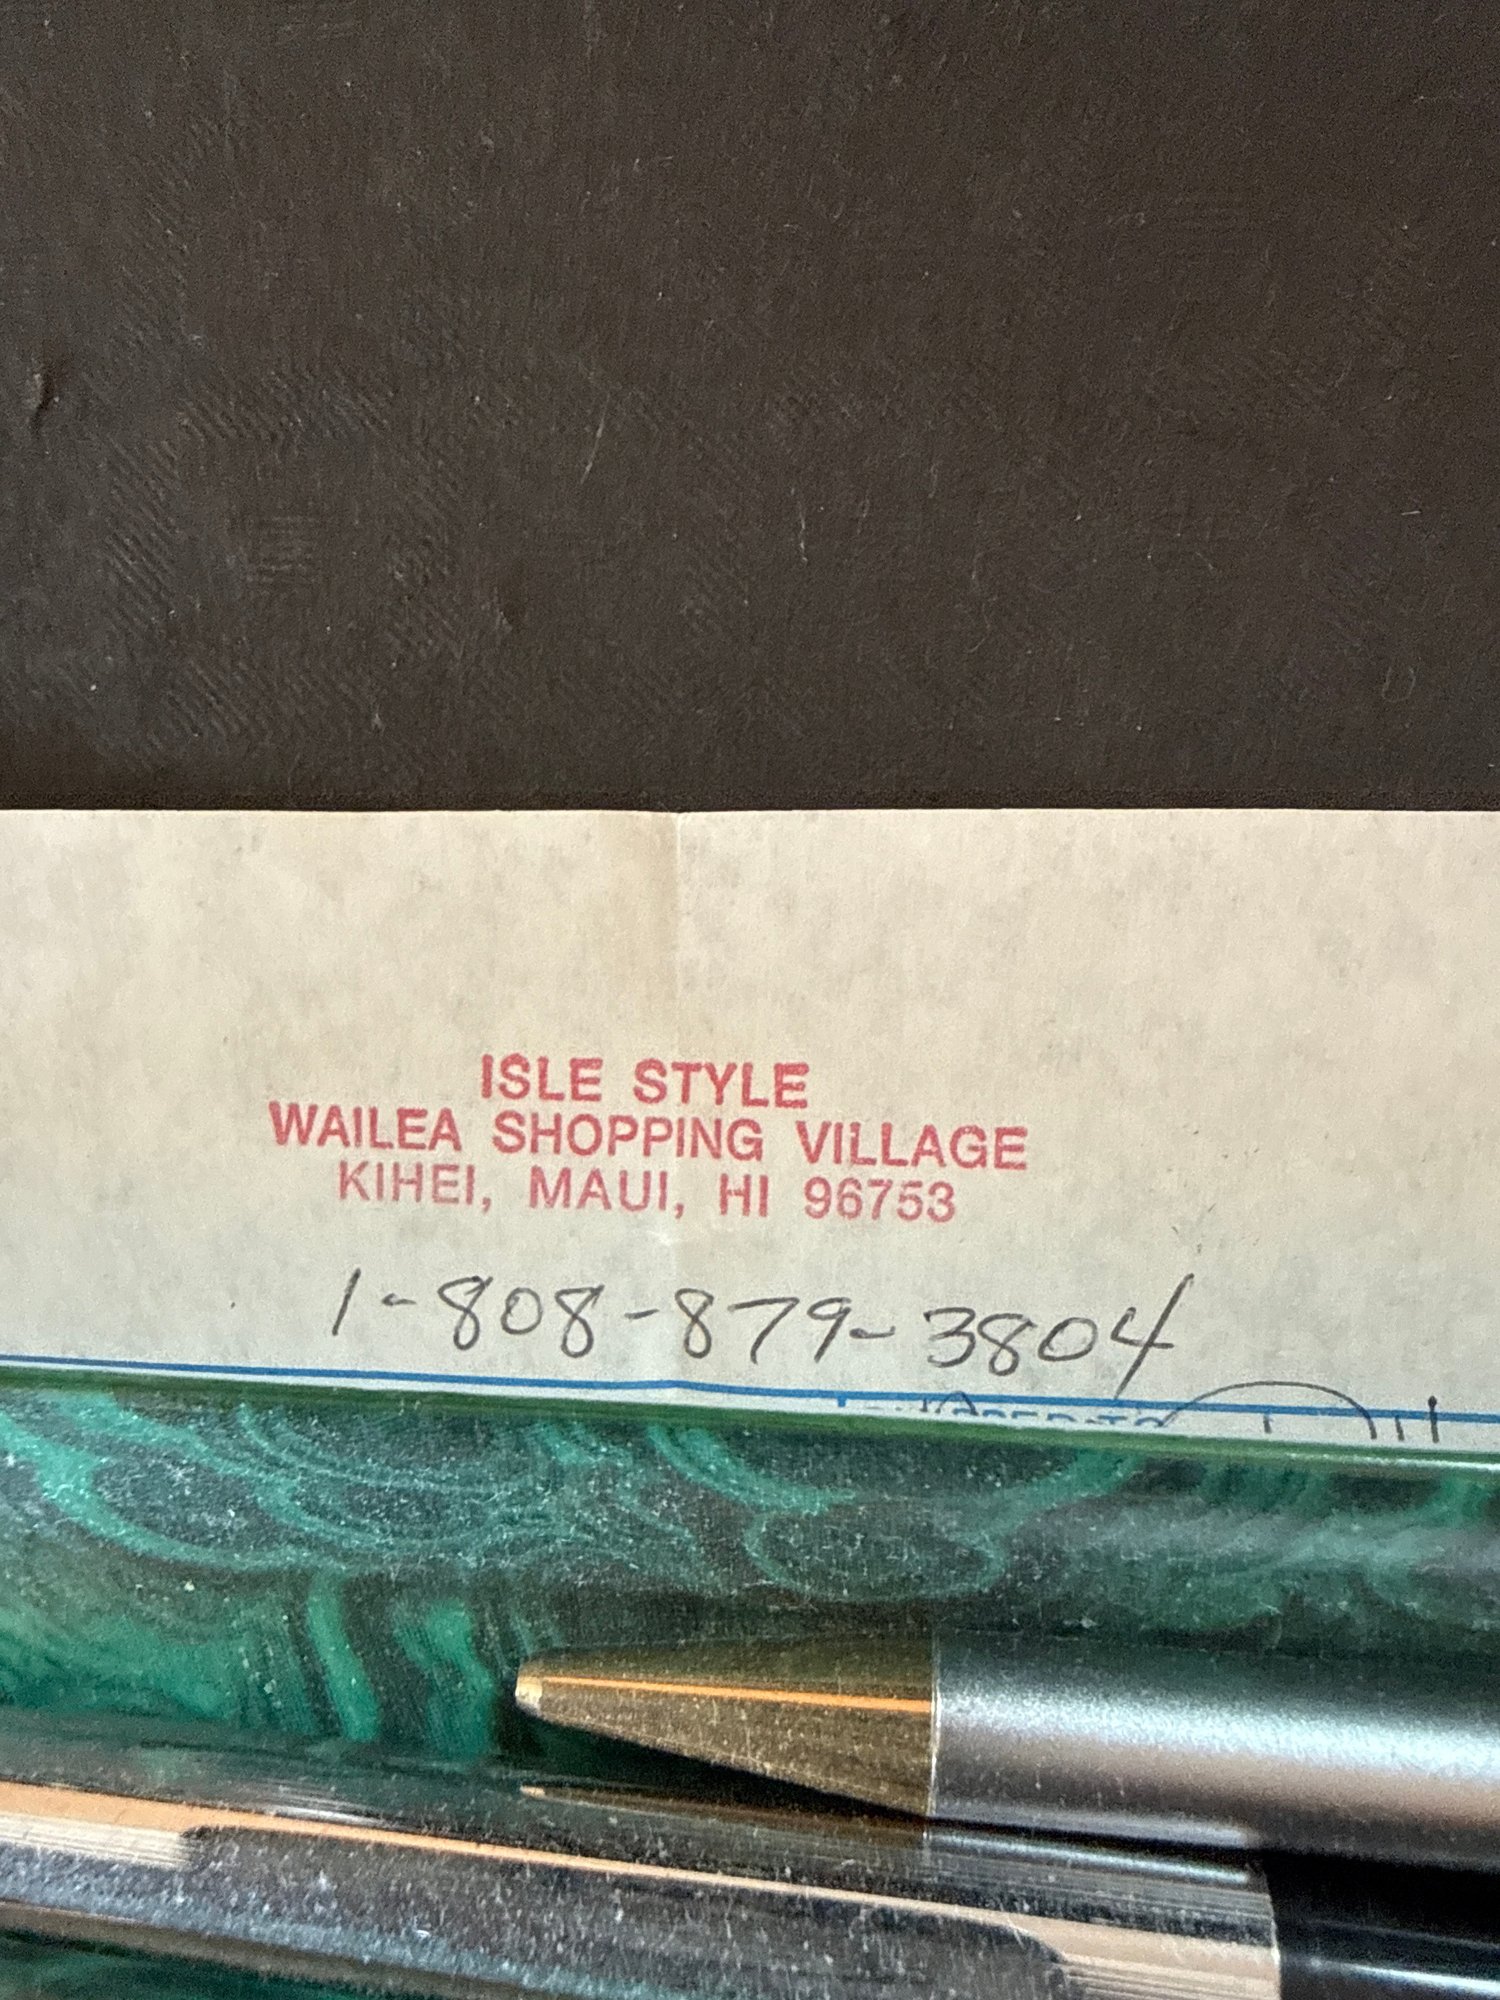 ISLE STYLE
WAILEA SHOPPING VILLAGE
KIHEI, MAUI, HI 96753
1-808-879-3804